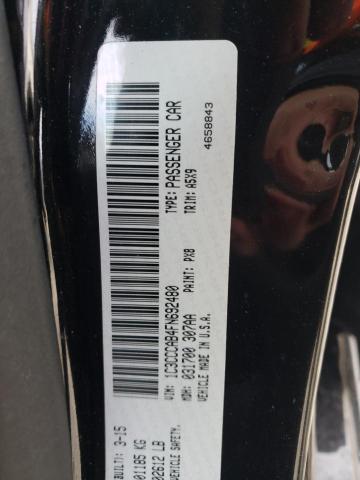 BUILT): 3-15
01185 KG
02612 LB
VEHICLE SAFETY,
VIN: 1C3CCCAB4FN692480
TYPE: PASSENGER CAR
MDH: 031700 307AA
PAINT: PX8
TRIM: A5X9
VEHICLE MADE IN U.S.A.
4658843